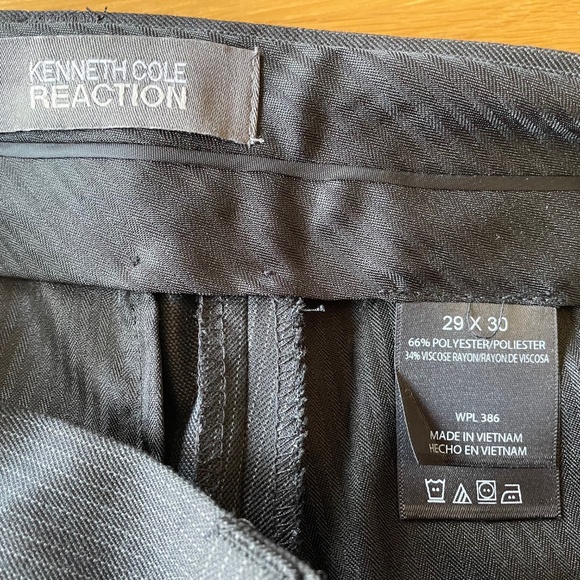 KENNETH COLE
REACTION
29 X 30
66% POLYESTER/POLIESTER
34% VISCOSE RAYON/RAYON DE VISCOSA
WPL 386
MADE IN VIETNAM
HECHO EN VIETNAM